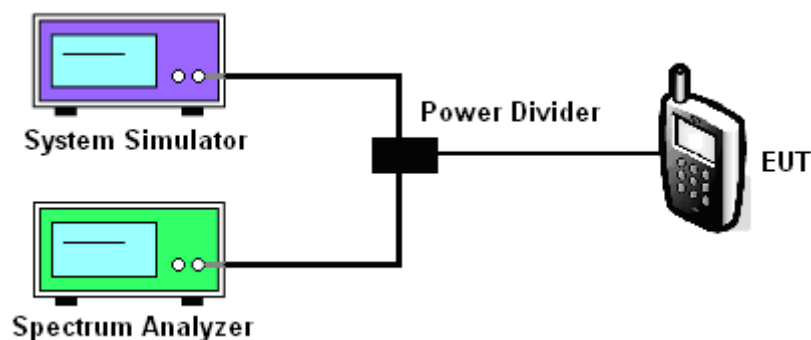 System Simulator
Power Divider
EUT
Spectrum Analyzer